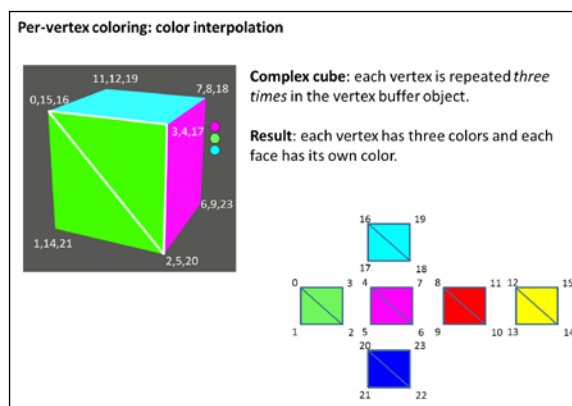 Per-vertex coloring: color interpolation
11,12,19
7,8,18
0,15,16
3,4,17
6,9,23
1,14,21
2,5,20
Complex cube: each vertex is repeated three
times in the vertex buffer object.
Result: each vertex has three colors and each
face has its own color.
16 19
17 18
0 3 4 7 8 11 12 15
1 2 5 6 9 10 13 14
20 23
21 22